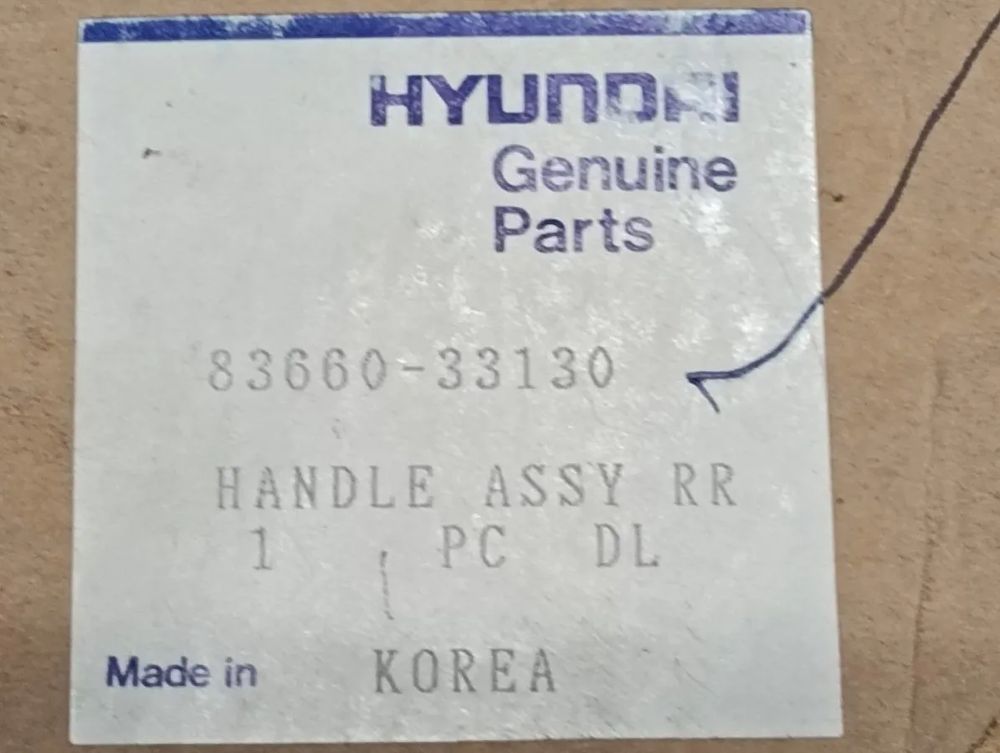 HYUNDAI
Genuine
Parts
83660-33130
HANDLE ASSY RR
1 PC DL
Made in KOREA